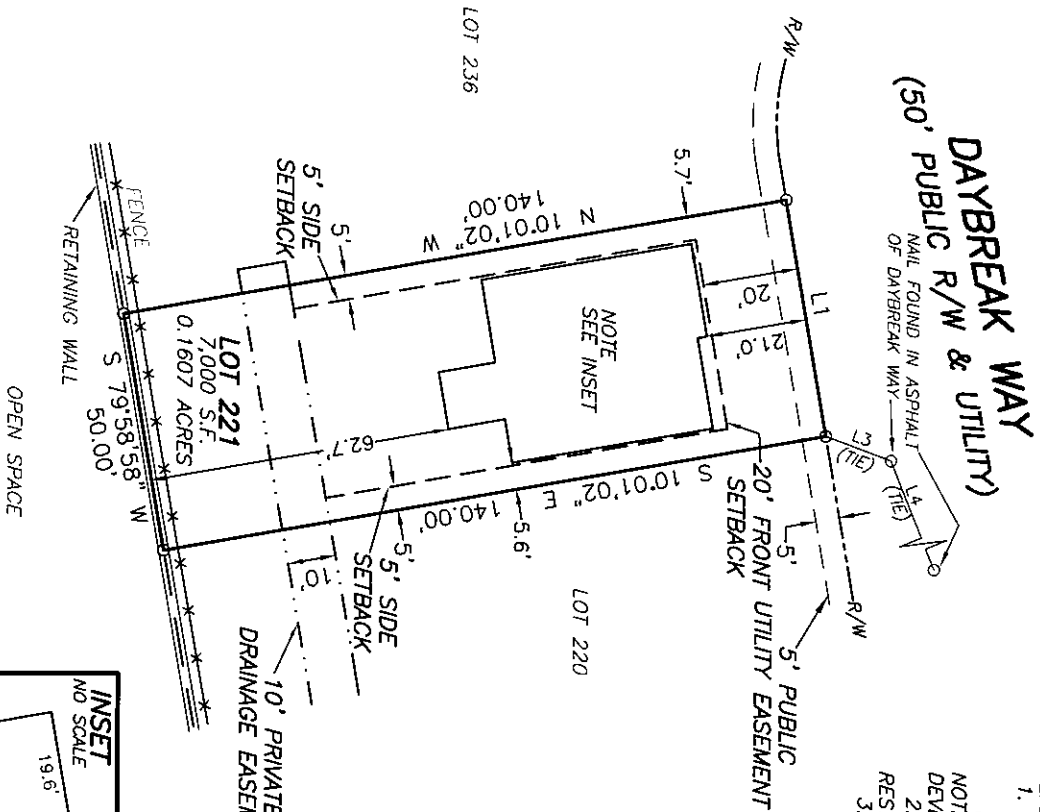 DAYBREAK WAY
(50' PUBLIC R/W & UTILITY)
NAIL FOUND IN ASPHALT
OF DAYBREAK WAY
R/W
L3
(TIE)
L4
(TIE)
R/W
L1
LOT 236
5.7'
20'
21.0'
5'
5' PUBLIC
FRONT UTILITY EASEMENT
20'
SETBACK
N 10°01'02" W
140.00'
NOTE
SEE INSET
S 10°01'02" E
140.00'
5.6'
LOT 220
5' SIDE
SETBACK
5'
5'
5' SIDE
SETBACK
62.7'
10'
10' PRIVATE
DRAINAGE EASE
LOT 221
7,000 S.F.
0.1607 ACRES
FENCE
RETAINING WALL
S 79°58'58" W
50.00'
OPEN SPACE
INSET
NO SCALE
19.6'
1.
NOT
DEV
2.
RES
3.